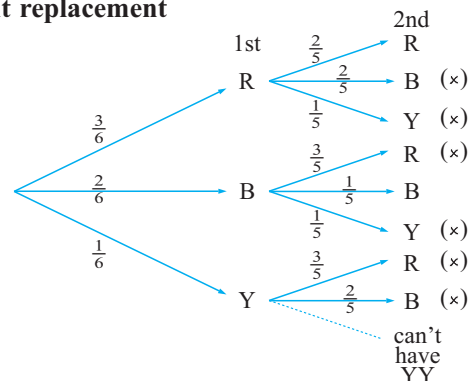 t replacement
1st 2nd
2/5 R
R 2/5 B (×)
1/5 Y (×)
3/6
3/5 R (×)
2/6 B 1/5 B
1/5 Y (×)
1/6
3/5 R (×)
Y 2/5 B (×)
can't
have
YY